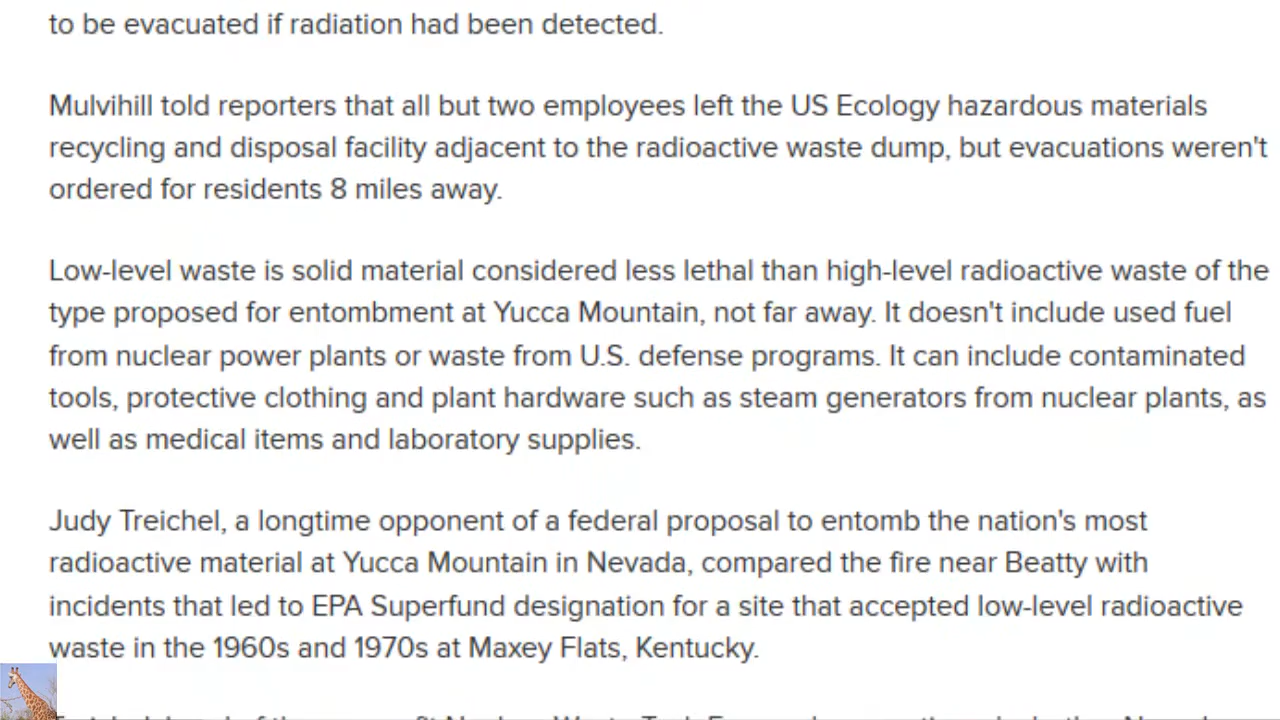 to be evacuated if radiation had been detected.
Mulvihill told reporters that all but two employees left the US Ecology hazardous materials
recycling and disposal facility adjacent to the radioactive waste dump, but evacuations weren't
ordered for residents 8 miles away.
Low-level waste is solid material considered less lethal than high-level radioactive waste of the
type proposed for entombment at Yucca Mountain, not far away. It doesn't include used fuel
from nuclear power plants or waste from U.S. defense programs. It can include contaminated
tools, protective clothing and plant hardware such as steam generators from nuclear plants, as
well as medical items and laboratory supplies.
Judy Treichel, a longtime opponent of a federal proposal to entomb the nation's most
radioactive material at Yucca Mountain in Nevada, compared the fire near Beatty with
incidents that led to EPA Superfund designation for a site that accepted low-level radioactive
waste in the 1960s and 1970s at Maxey Flats, Kentucky.